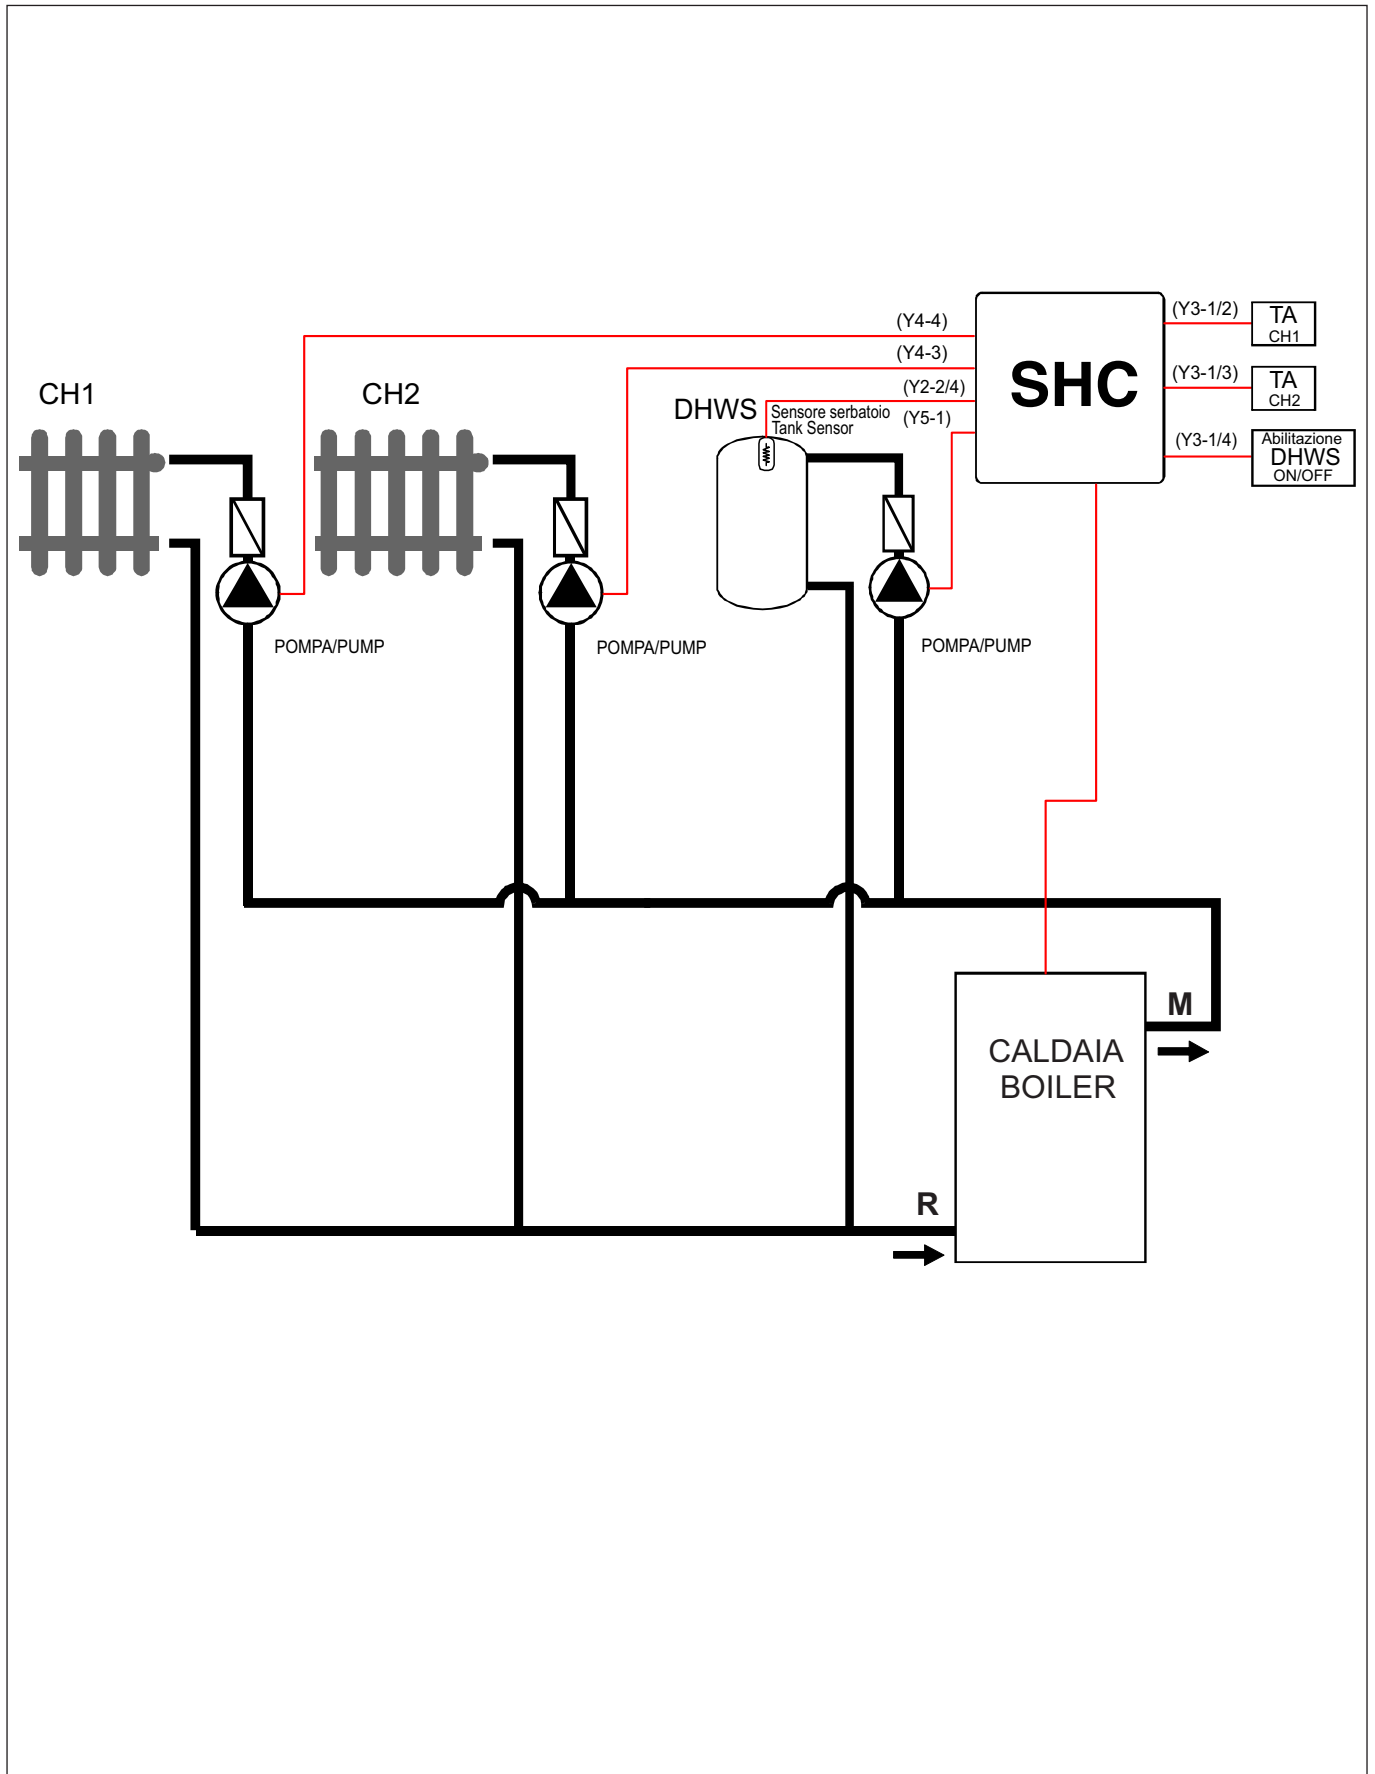 (Y4-4)
(Y3-1/2)
TA
CH1
SHC
(Y4-3)
(Y3-1/3)
TA
CH2
CH1
CH2
(Y2-2/4)
DHWS
Sensore serbatoio
Tank Sensor
(Y5-1)
(Y3-1/4)
Abilitazione
DHWS
ON/OFF
POMPA/PUMP
POMPA/PUMP
POMPA/PUMP
M
CALDAIA
BOILER
R